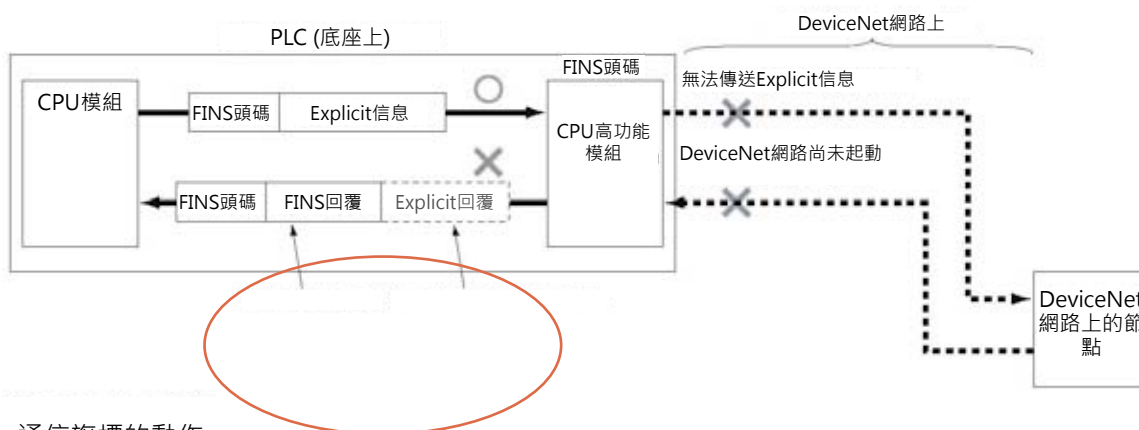 DeviceNet網路上
PLC (底座上)
FINS頭碼
無法傳送Explicit信息
CPU模組
FINS頭碼
Explicit信息
CPU高功能
模組
DeviceNet網路尚未起動
FINS頭碼
FINS回覆
Explicit回覆
DeviceNet
網路上的節
點